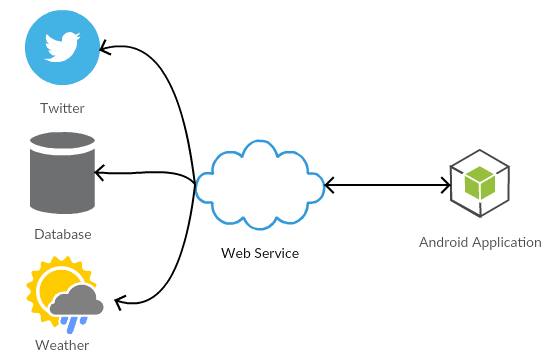 Twitter
Database
Weather
Web Service
Android Application